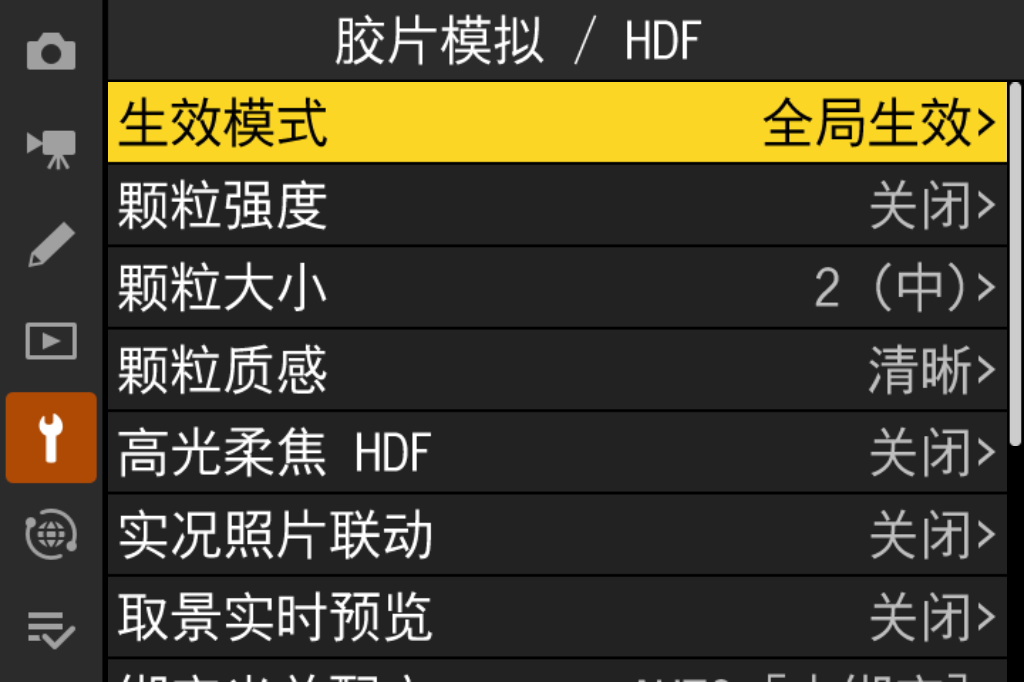 胶片模拟 / HDF
生效模式 全局生效>
颗粒强度 关闭>
颗粒大小 2 (中)>
颗粒质感 清晰>
高光柔焦 HDF 关闭>
实况照片联动 关闭>
取景实时预览 关闭>